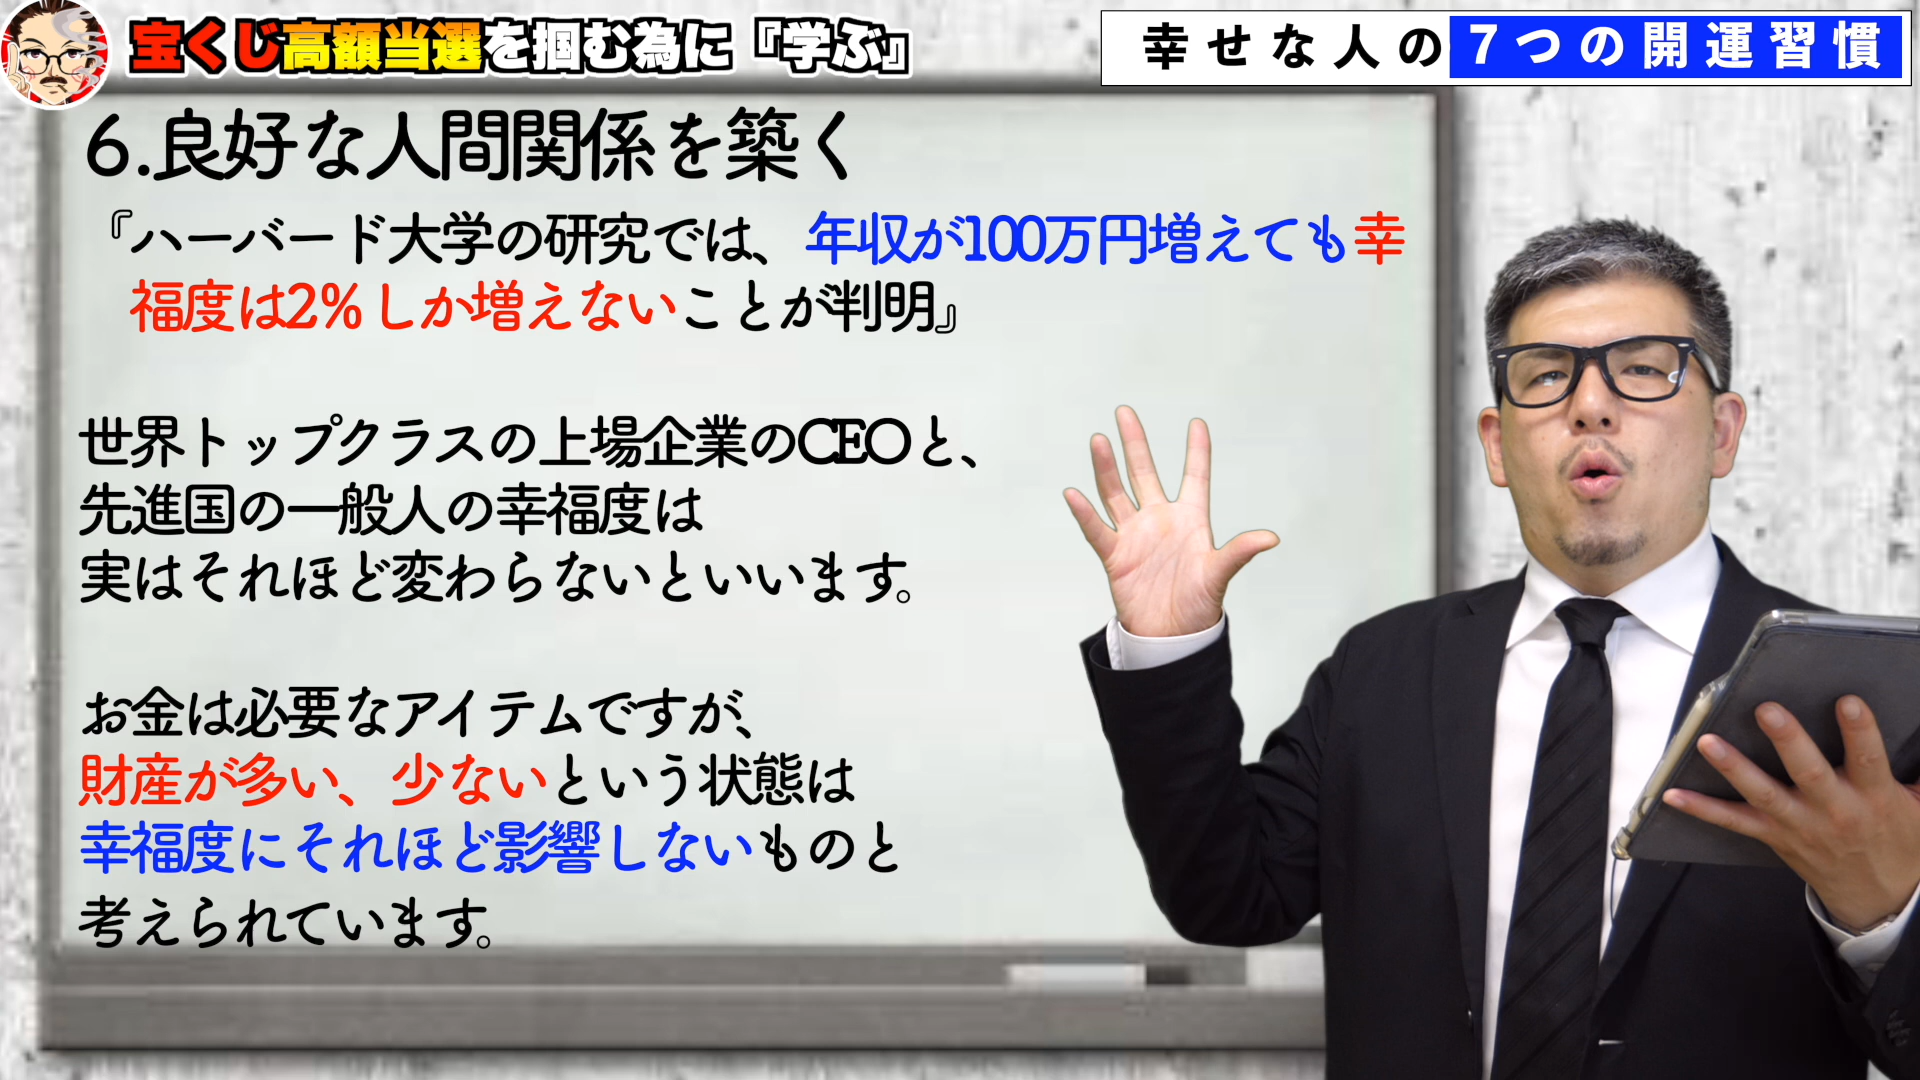 宝くじ高額当選を掴む為に『学ぶ』
幸せな人の7つの開運習慣
6.良好な人間関係を築く
『ハーバード大学の研究では、年収が100万円増えても幸
福度は2%しか増えないことが判明』
世界トップクラスの上場企業のCEOと、
先進国の一般人の幸福度は
実はそれほど変わらないといいます。
お金は必要なアイテムですが、
財産が多い、少ないという状態は
幸福度にそれほど影響しないものと
考えられています。